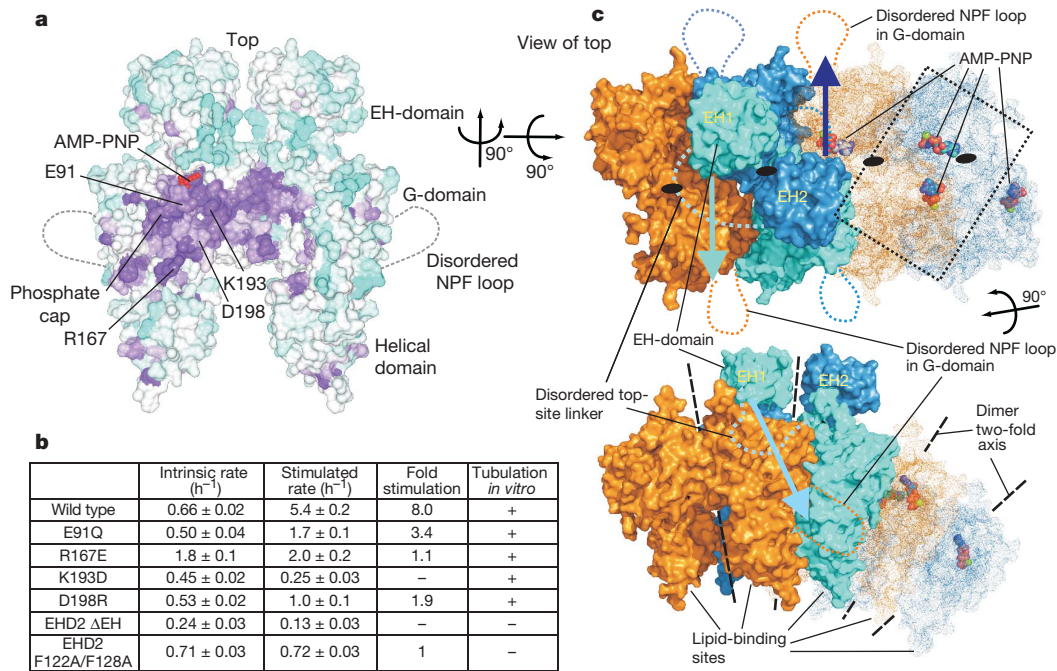 a
Top
AMP-PNP
E91
EH-domain
G-domain
Disordered
NPF loop
Phosphate
cap
R167
K193
D198
Helical
domain
90°
90°
b
Intrinsic rate (h⁻¹) Stimulated rate (h⁻¹) Fold stimulation Tubulation in vitro
Wild type 0.66 ± 0.02 5.4 ± 0.2 8.0 +
E91Q 0.50 ± 0.04 1.7 ± 0.1 3.4 +
R167E 1.8 ± 0.1 2.0 ± 0.2 1.1 +
K193D 0.45 ± 0.02 0.25 ± 0.03 – +
D198R 0.53 ± 0.02 1.0 ± 0.1 1.9 +
EHD2 ΔEH 0.24 ± 0.03 0.13 ± 0.03 – –
EHD2 F122A/F128A 0.71 ± 0.03 0.72 ± 0.03 1 –
c
View of top
Disordered NPF loop
in G-domain
AMP-PNP
EH1
EH2
90°
EH-domain
Disordered top-
site linker
Disordered NPF loop
in G-domain
EH1
EH2
Dimer
two-fold
axis
Lipid-binding
sites